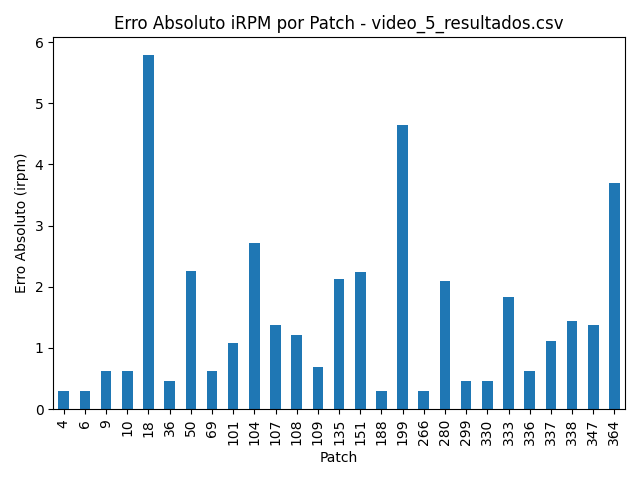 Erro Absoluto iRPM por Patch - video_5_resultados.csv
Erro Absoluto (irpm)
6
5
4
3
2
1
0
4 6 9 10 18 36 50 69 101 104 107 108 109 135 151 188 199 266 280 299 330 333 336 337 338 347 364
Patch